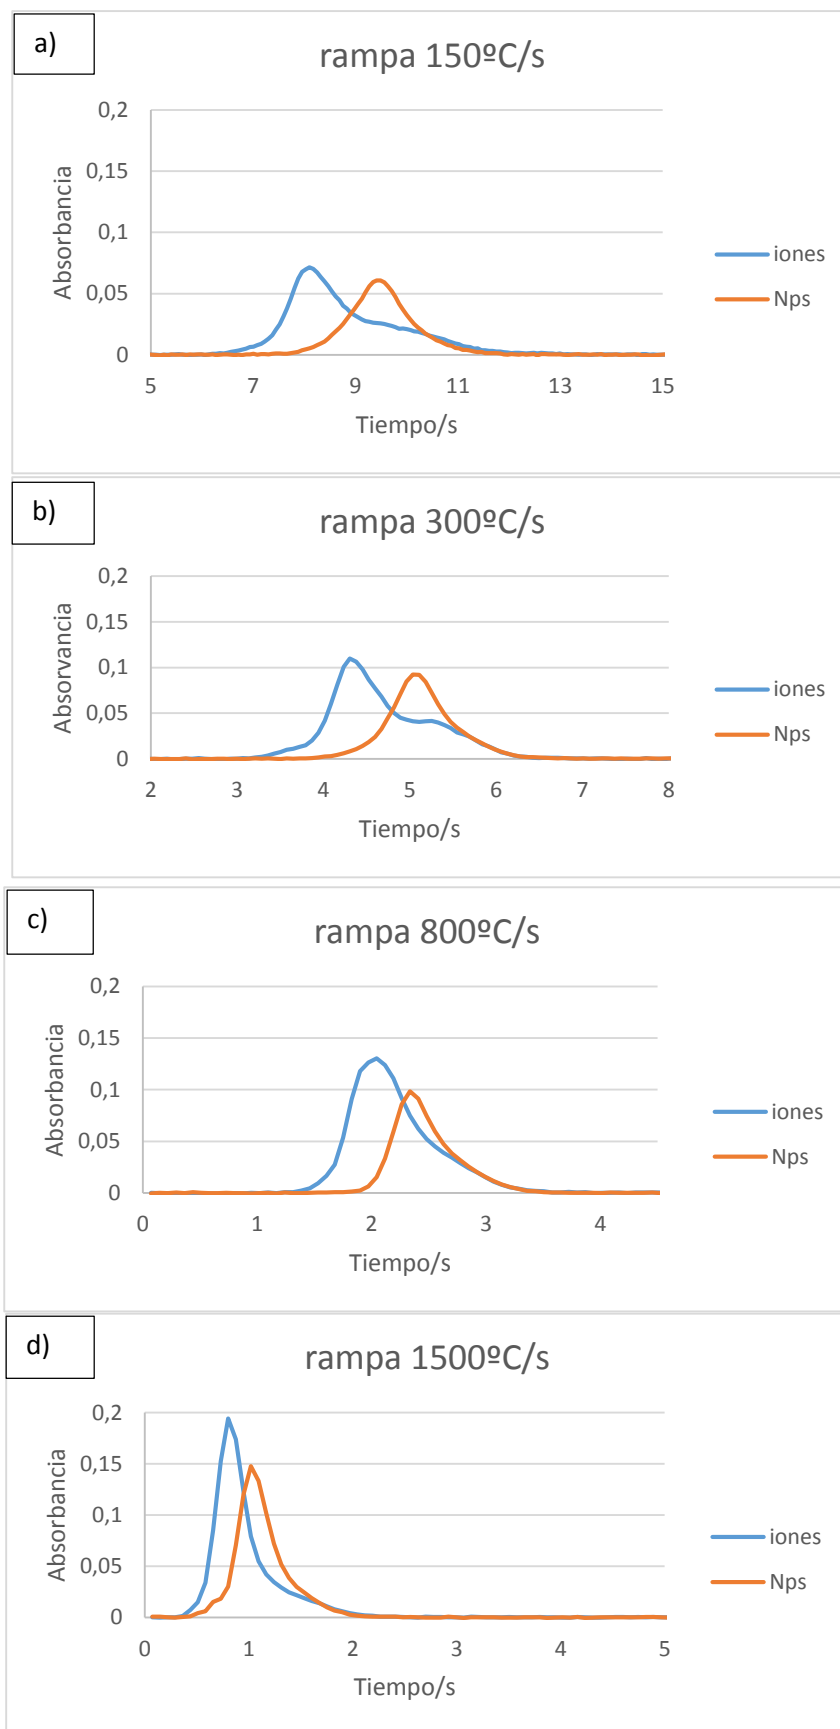 a)
rampa 150ºC/s
0,2
0,15
0,1
0,05
0
Absorbancia
5 7 9 11 13 15
Tiempo/s
iones
Nps
b)
rampa 300ºC/s
0,2
0,15
0,1
0,05
0
Absorvancia
2 3 4 5 6 7 8
Tiempo/s
iones
Nps
c)
rampa 800ºC/s
0,2
0,15
0,1
0,05
0
Absorbancia
0 1 2 3 4
Tiempo/s
iones
Nps
d)
rampa 1500ºC/s
0,2
0,15
0,1
0,05
0
Absorbancia
0 1 2 3 4 5
Tiempo/s
iones
Nps